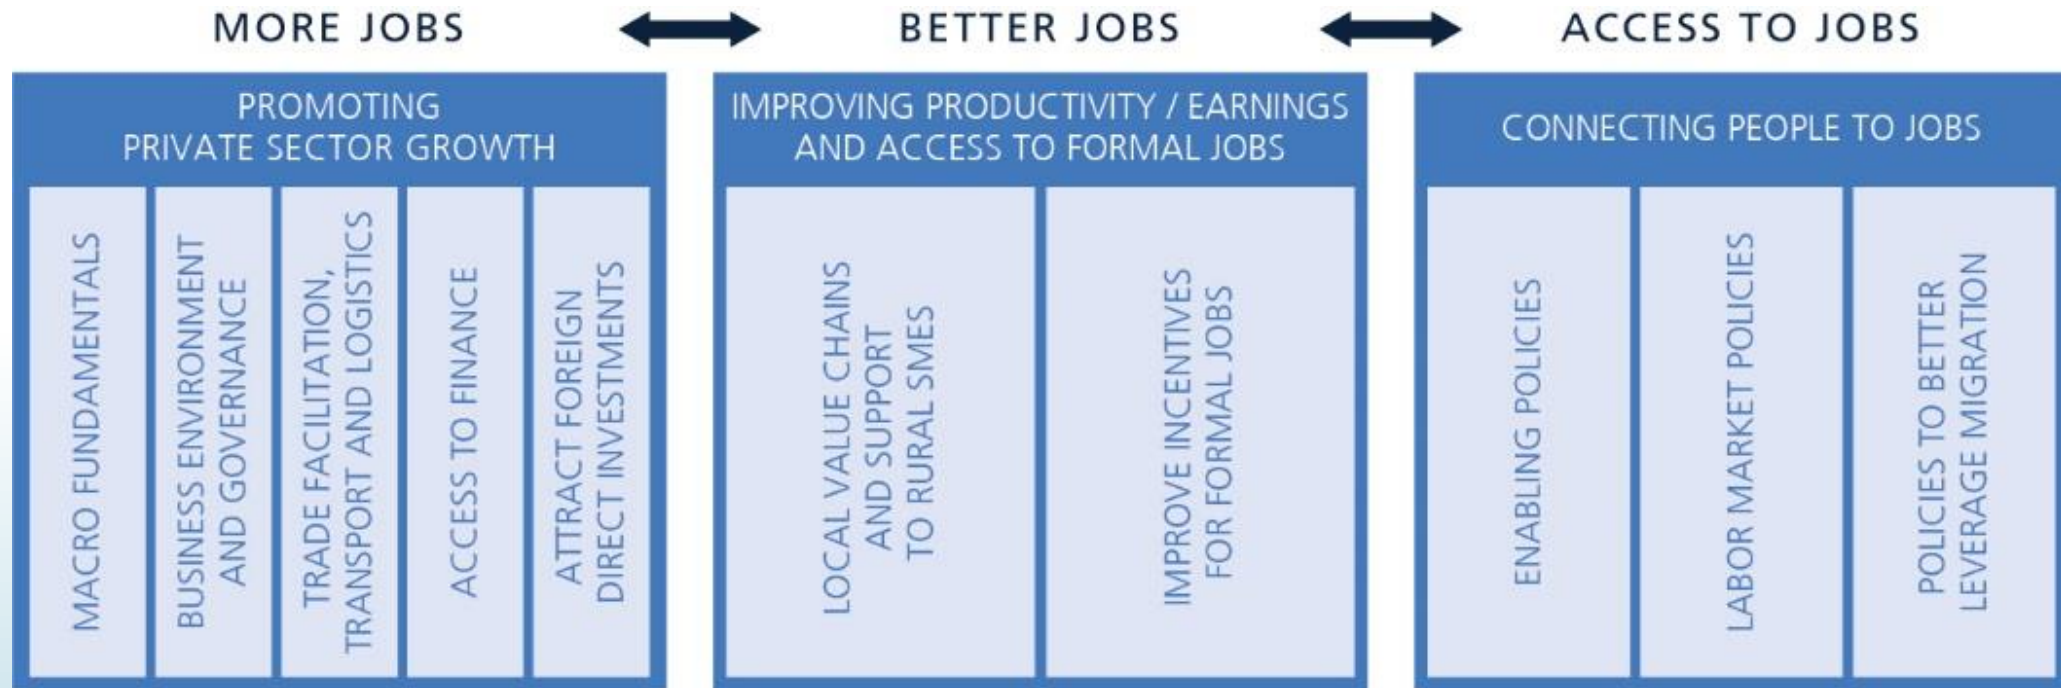 MORE JOBS
BETTER JOBS
ACCESS TO JOBS
PROMOTING
PRIVATE SECTOR GROWTH
MACRO FUNDAMENTALS
BUSINESS ENVIRONMENT
AND GOVERNANCE
TRADE FACILITATION,
TRANSPORT AND LOGISTICS
ACCESS TO FINANCE
ATTRACT FOREIGN
DIRECT INVESTMENTS
IMPROVING PRODUCTIVITY / EARNINGS
AND ACCESS TO FORMAL JOBS
LOCAL VALUE CHAINS
AND SUPPORT
TO RURAL SMES
IMPROVE INCENTIVES
FOR FORMAL JOBS
CONNECTING PEOPLE TO JOBS
ENABLING POLICIES
LABOR MARKET POLICIES
POLICIES TO BETTER
LEVERAGE MIGRATION